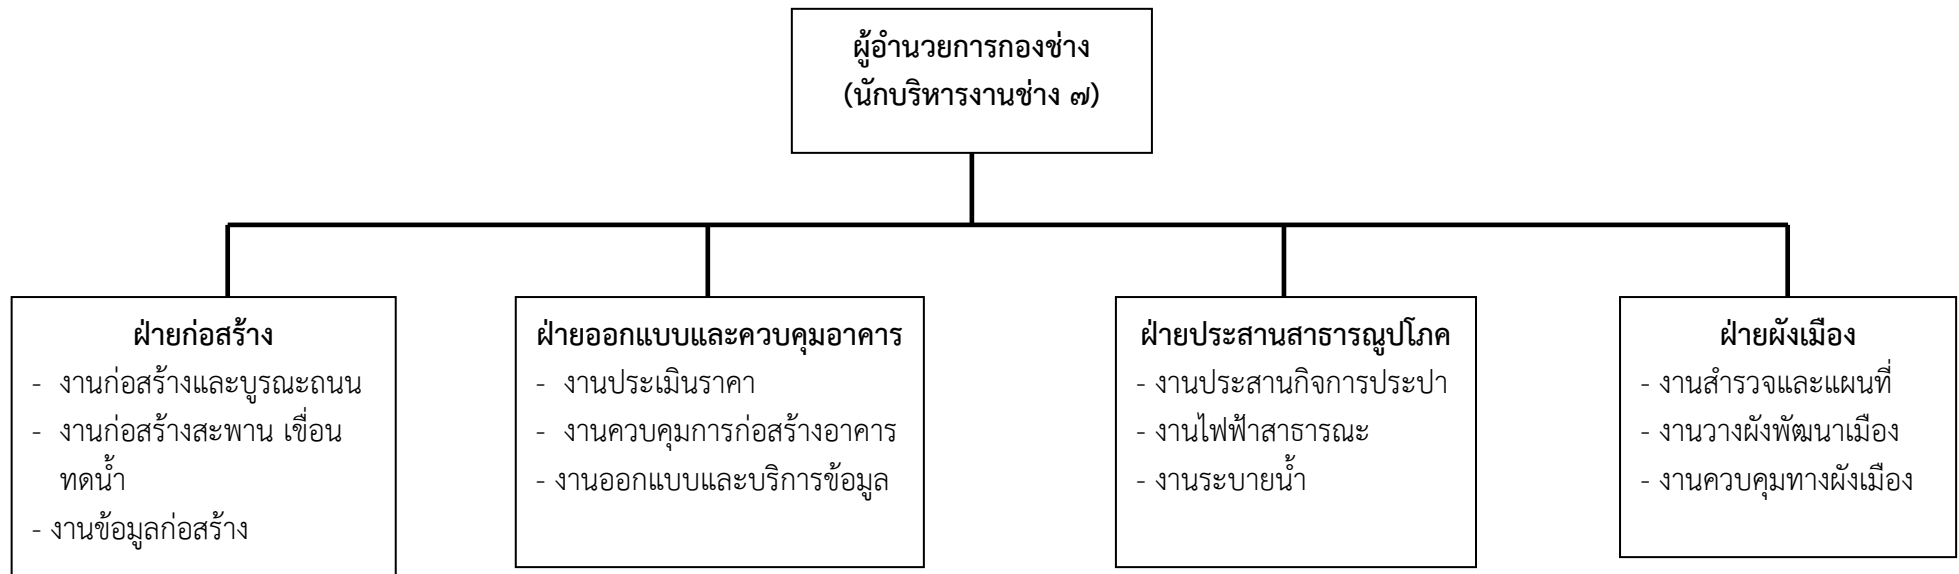 ผู้อำนวยการกองช่าง
(นักบริหารงานช่าง ๗)
ฝ่ายก่อสร้าง
- งานก่อสร้างและบูรณะถนน
- งานก่อสร้างสะพาน เขื่อน
ทดน้ำ
- งานข้อมูลก่อสร้าง
ฝ่ายออกแบบและควบคุมอาคาร
- งานประเมินราคา
- งานควบคุมการก่อสร้างอาคาร
- งานออกแบบและบริการข้อมูล
ฝ่ายประสานสาธารณูปโภค
- งานประสานกิจการประปา
- งานไฟฟ้าสาธารณะ
- งานระบายน้ำ
ฝ่ายผังเมือง
- งานสำรวจและแผนที่
- งานวางผังพัฒนาเมือง
- งานควบคุมทางผังเมือง